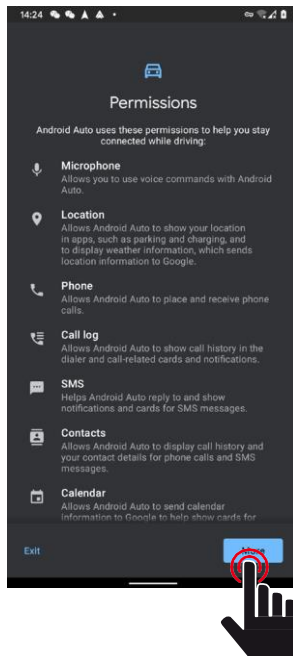 14:24
Permissions
Android Auto uses these permissions to help you stay
connected while driving:
Microphone
Allows you to use voice commands with Android
Auto.
Location
Allows Android Auto to show your location
in apps, such as parking and charging, and
to display weather information, which sends
location information to Google.
Phone
Allows Android Auto to place and receive phone
calls.
Call log
Allows Android Auto to show call history in the
dialer and call-related cards and notifications.
SMS
Helps Android Auto reply to and show
notifications and cards for SMS messages.
Contacts
Allows Android Auto to display call history and
your contact details for phone calls and SMS
messages.
Calendar
Allows Android Auto to send calendar
information to Google to help show cards for
Exit
More